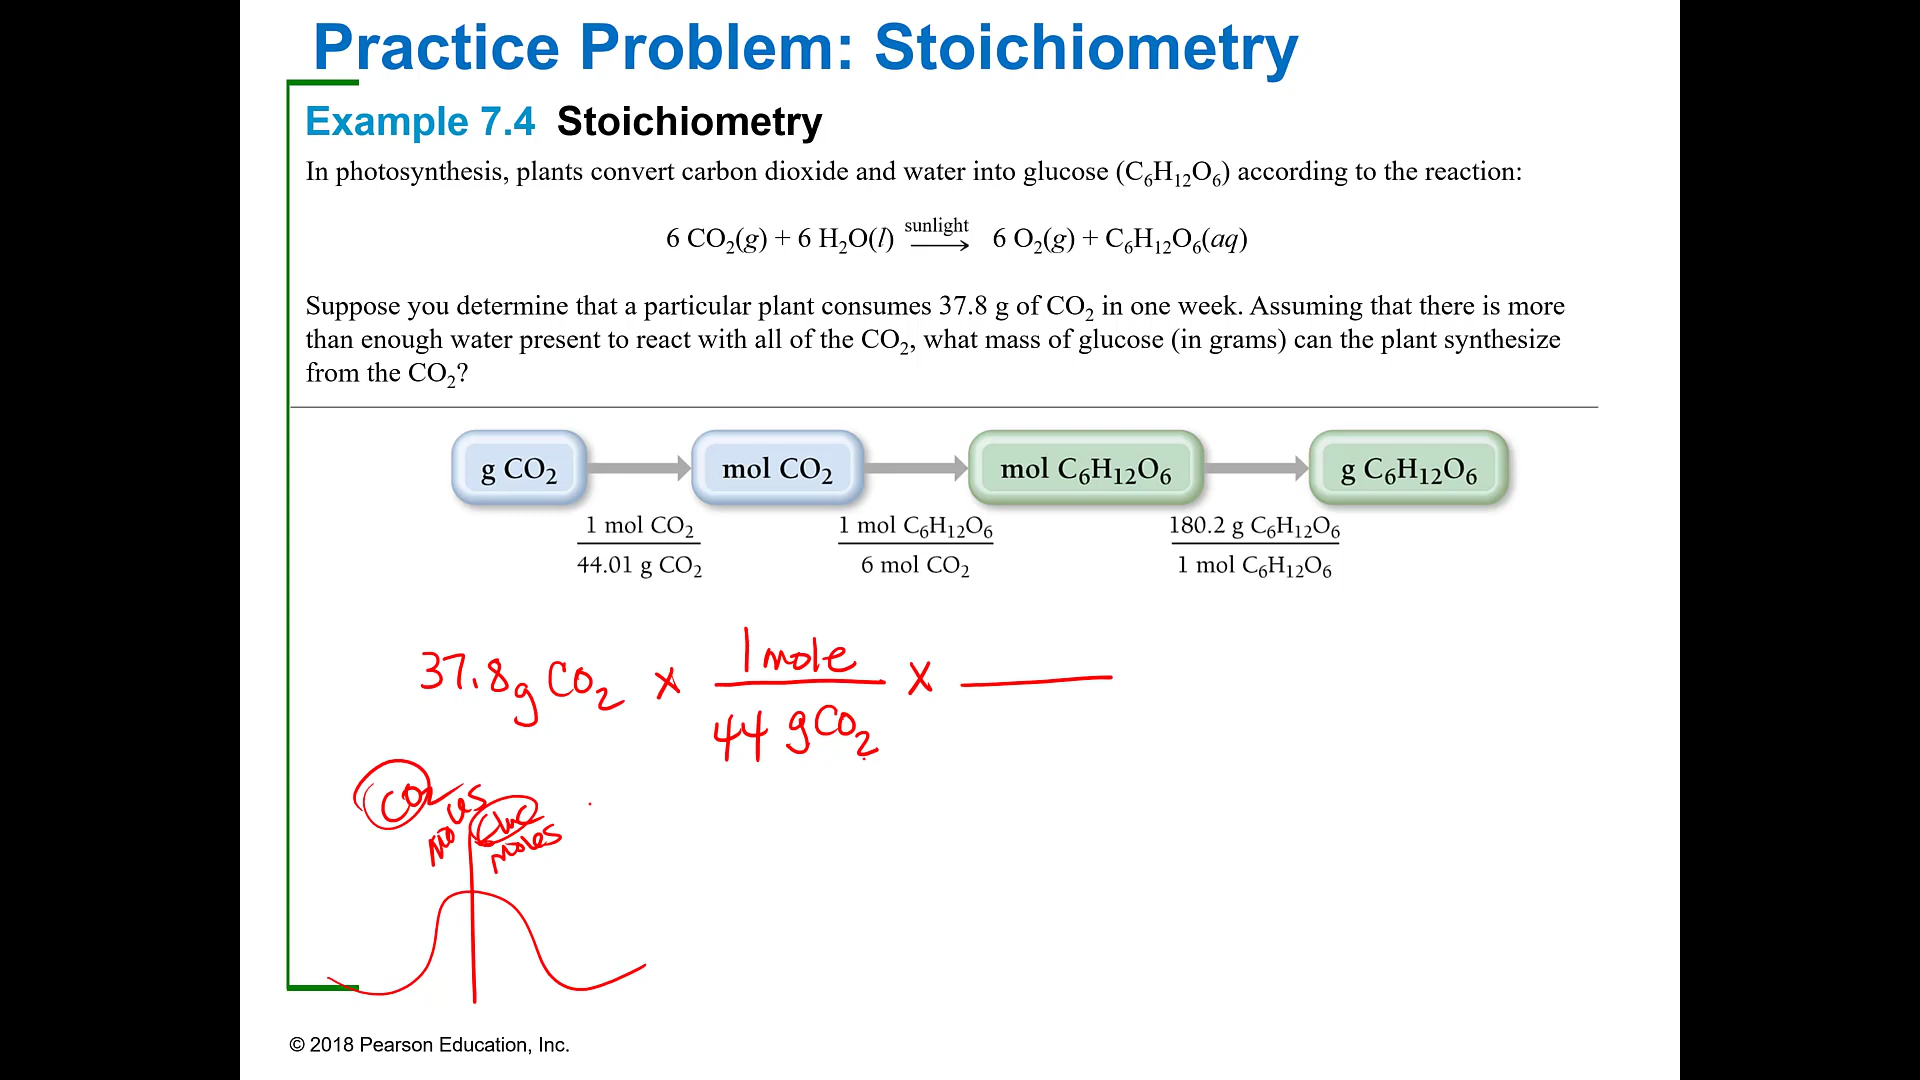 Practice Problem: Stoichiometry
Example 7.4 Stoichiometry
In photosynthesis, plants convert carbon dioxide and water into glucose (C₆H₁₂O₆) according to the reaction:
6 CO₂(g) + 6 H₂O(l) sunlight ⟶ 6 O₂(g) + C₆H₁₂O₆(aq)
Suppose you determine that a particular plant consumes 37.8 g of CO₂ in one week. Assuming that there is more
than enough water present to react with all of the CO₂, what mass of glucose (in grams) can the plant synthesize
from the CO₂?
g CO₂ mol CO₂ mol C₆H₁₂O₆ g C₆H₁₂O₆
1 mol CO₂ 1 mol C₆H₁₂O₆ 180.2 g C₆H₁₂O₆
44.01 g CO₂ 6 mol CO₂ 1 mol C₆H₁₂O₆
1 mole
37.8 g CO₂ × ×
44 g CO₂
CO₂
moles
moles
© 2018 Pearson Education, Inc.